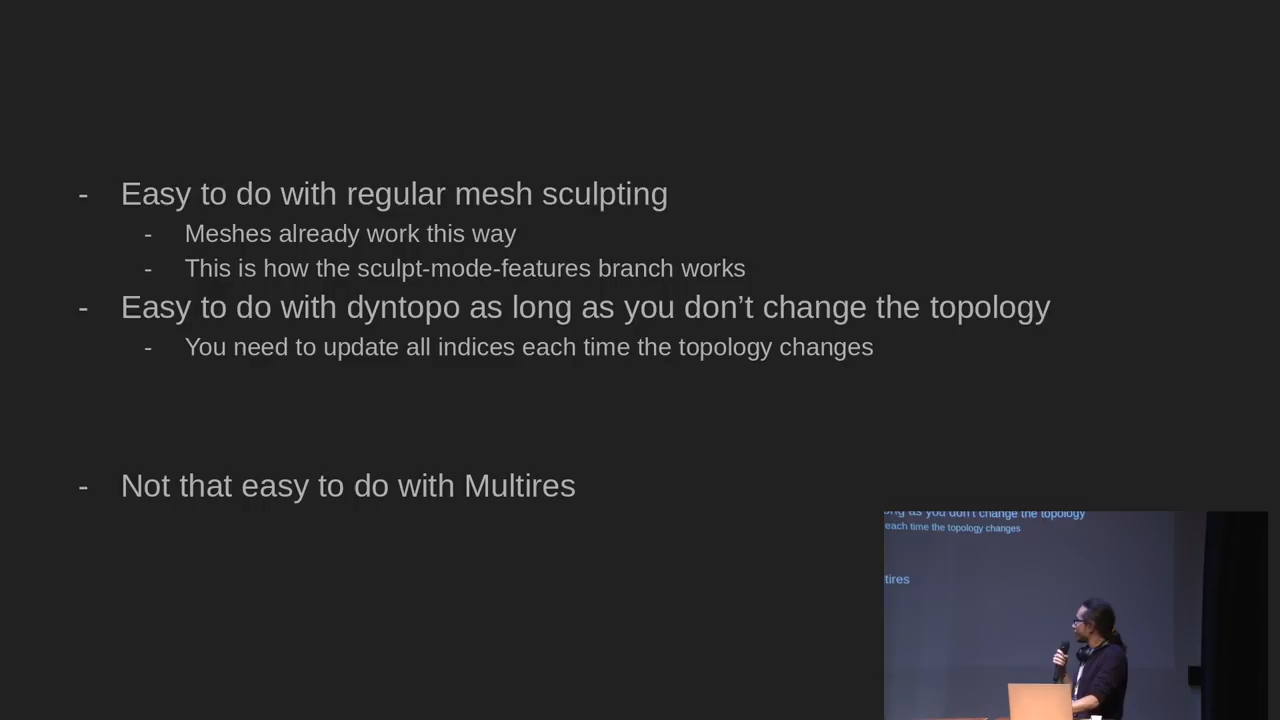 - Easy to do with regular mesh sculpting
- Meshes already work this way
- This is how the sculpt-mode-features branch works
- Easy to do with dyntopo as long as you don’t change the topology
- You need to update all indices each time the topology changes
- Not that easy to do with Multires
ong as you don't change the topology
each time the topology changes
tires